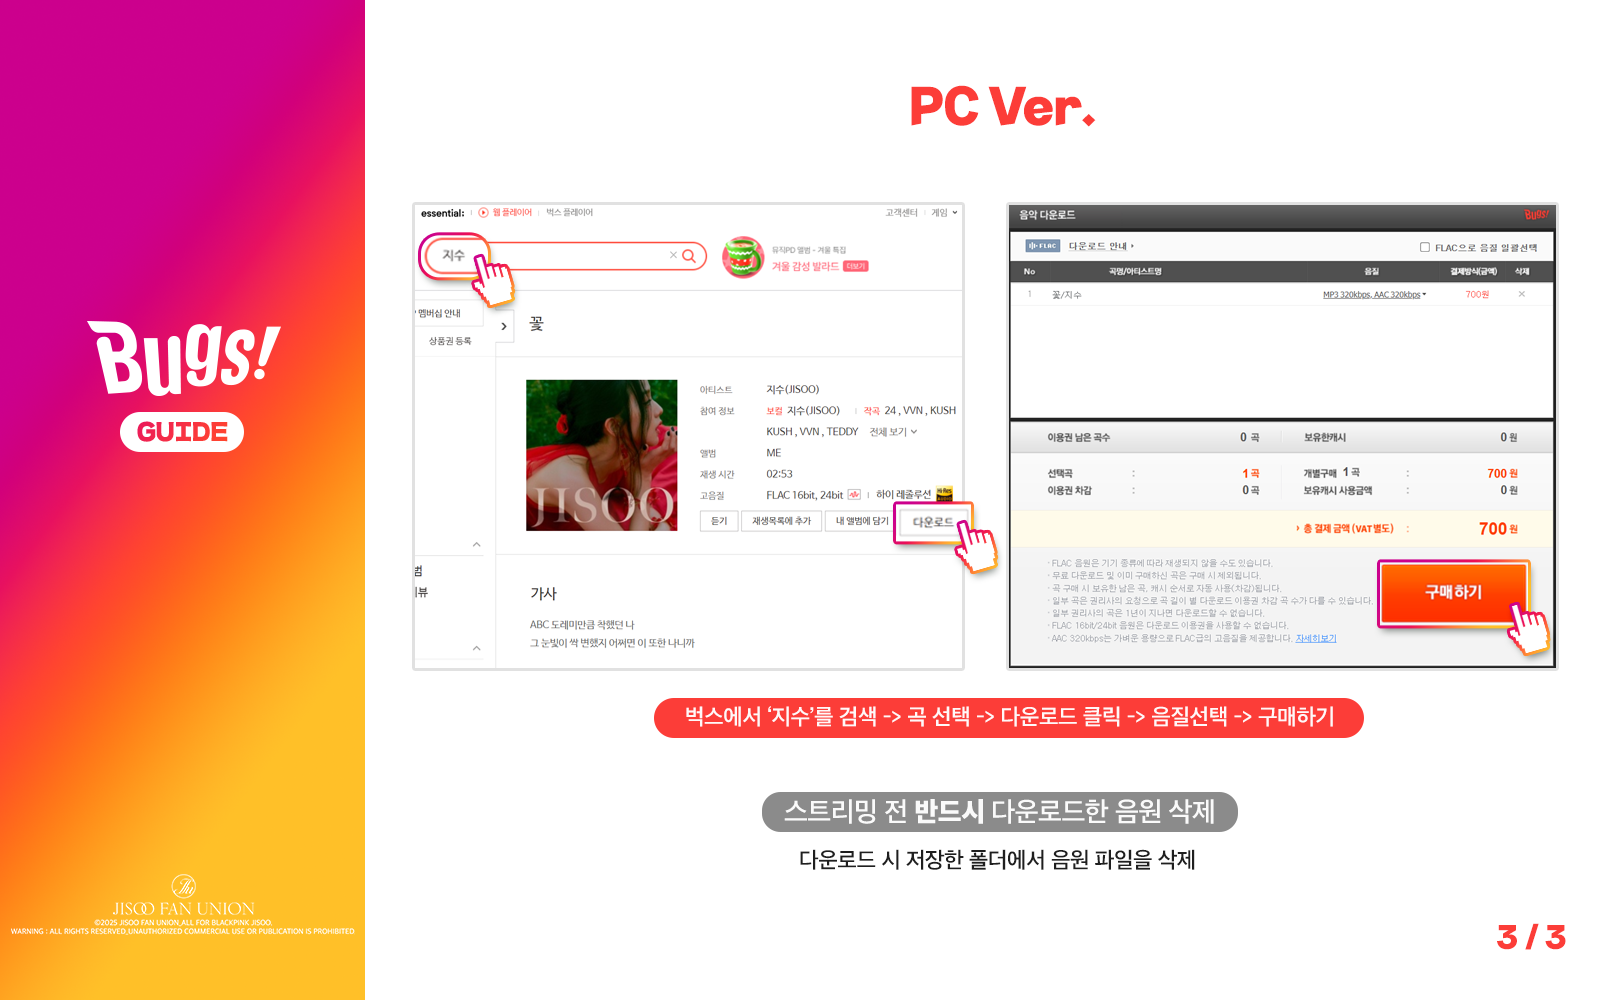 Bugs!
GUIDE
JISOO FAN UNION
©2025 JISOO FAN UNION,ALL FOR BLACKPINK JISOO.
WARNING : ALL RIGHTS RESERVED,UNAUTHORIZED COMMERCIAL USE OR PUBLICATION IS PROHIBITED
PC Ver.
essential: 웹 플레이어 벅스 플레이어 고객센터 게임
지수
뮤직PD 앨범 - 겨울 특집
겨울 감성 발라드 더보기
멤버십 안내
상품권 등록
꽃
JISOO
아티스트 지수(JISOO)
참여 정보 보컬 지수(JISOO) 작곡 24 , VVN , KUSH
KUSH , VVN , TEDDY 전체 보기
앨범 ME
재생 시간 02:53
고음질 FLAC 16bit, 24bit 하이 레졸루션
듣기 재생목록에 추가 내 앨범에 담기 다운로드
범
뷰
가사
ABC 도레미만큼 착했던 나
그 눈빛이 싹 변했지 어쩌면 이 또한 나니까
음악 다운로드 Bugs!
FLAC 다운로드 안내 FLAC으로 음질 일괄선택
No 곡명/아티스트명 음질 결제방식(금액) 삭제
1 꽃/지수 MP3 320kbps, AAC 320kbps 700원 ×
이용권 남은 곡수 0 곡 보유한캐시 0 원
선택곡 : 1 곡 개별구매 1 곡 : 700 원
이용권 차감 : 0 곡 보유캐시 사용금액 : 0 원
› 총 결제 금액 (VAT별도) : 700 원
· FLAC 음원은 기기 종류에 따라 재생되지 않을 수도 있습니다.
· 무료 다운로드 및 이미 구매하신 곡은 구매 시 제외됩니다.
· 곡 구매 시 보유한 남은 곡, 캐시 순서로 자동 사용(차감)됩니다.
· 일부 곡은 권리사의 요청으로 곡 길이 별 다운로드 이용권 차감 곡 수가 다를 수 있습니다.
· 일부 권리사의 곡은 1년이 지나면 다운로드할 수 없습니다.
· FLAC 16bit/24bit 음원은 다운로드 이용권을 사용할 수 없습니다.
· AAC 320kbps는 가벼운 용량으로 FLAC급의 고음질을 제공합니다. 자세히보기
구매하기
벅스에서 ‘지수’를 검색 -> 곡 선택 -> 다운로드 클릭 -> 음질선택 -> 구매하기
스트리밍 전 반드시 다운로드한 음원 삭제
다운로드 시 저장한 폴더에서 음원 파일을 삭제
3 / 3